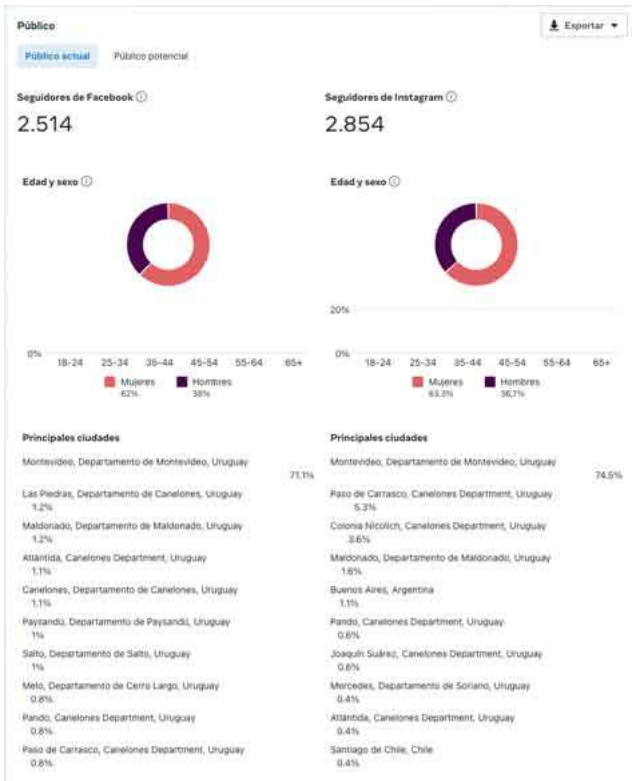 Público
Exportar
Público actual
Público potencial
Seguidores de Facebook
2.514
Edad y sexo
0%
18-24 25-34 35-44 45-54 55-64 65+
Mujeres
62%
Hombres
38%
Principales ciudades
Montevideo, Departamento de Montevideo, Uruguay
71,1%
Las Piedras, Departamento de Canelones, Uruguay
1.2%
Maldonado, Departamento de Maldonado, Uruguay
1.2%
Atlántida, Canelones Department, Uruguay
1.1%
Canelones, Departamento de Canelones, Uruguay
1.1%
Paysandú, Departamento de Paysandú, Uruguay
1%
Salto, Departamento de Salto, Uruguay
1%
Melo, Departamento de Cerro Largo, Uruguay
0.8%
Pando, Canelones Department, Uruguay
0.8%
Paso de Carrasco, Canelones Department, Uruguay
0.8%
Seguidores de Instagram
2.854
Edad y sexo
20%
0%
18-24 25-34 35-44 45-54 55-64 65+
Mujeres
63,3%
Hombres
36,7%
Principales ciudades
Montevideo, Departamento de Montevideo, Uruguay
74.5%
Paso de Carrasco, Canelones Department, Uruguay
5.3%
Colonia Nicolich, Canelones Department, Uruguay
3.6%
Maldonado, Departamento de Maldonado, Uruguay
1.6%
Buenos Aires, Argentina
1.1%
Pando, Canelones Department, Uruguay
0.6%
Joaquín Suárez, Canelones Department, Uruguay
0.6%
Mercedes, Departamento de Soriano, Uruguay
0.4%
Atlántida, Canelones Department, Uruguay
0.4%
Santiago de Chile, Chile
0.4%